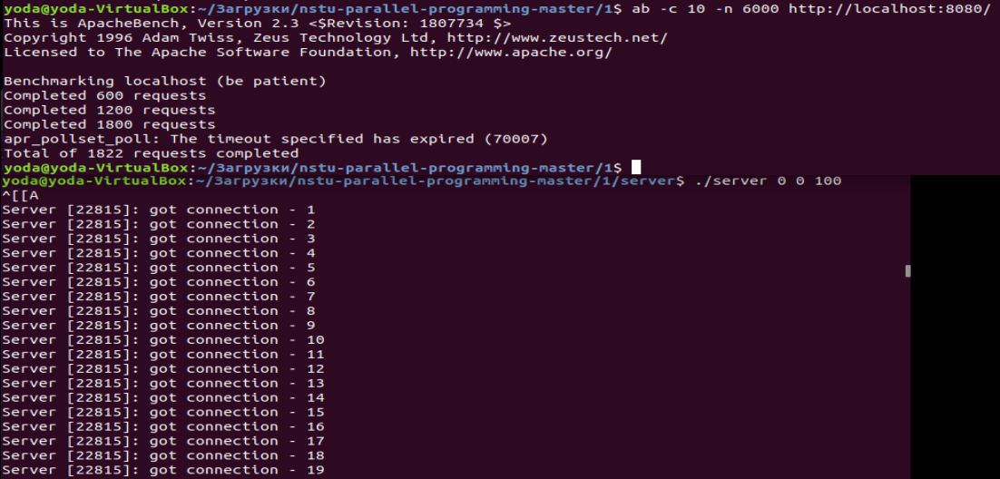 yoda@yoda-VirtualBox:~/Загрузки/nstu-parallel-programming-master/1$ ab -c 10 -n 6000 http://localhost:8080/
This is ApacheBench, Version 2.3 <$Revision: 1807734 $>
Copyright 1996 Adam Twiss, Zeus Technology Ltd, http://www.zeustech.net/
Licensed to The Apache Software Foundation, http://www.apache.org/
Benchmarking localhost (be patient)
Completed 600 requests
Completed 1200 requests
Completed 1800 requests
apr_pollset_poll: The timeout specified has expired (70007)
Total of 1822 requests completed
yoda@yoda-VirtualBox:~/Загрузки/nstu-parallel-programming-master/1$
yoda@yoda-VirtualBox:~/Загрузки/nstu-parallel-programming-master/1/server$ ./server 0 0 100
^[[A
Server [22815]: got connection - 1
Server [22815]: got connection - 2
Server [22815]: got connection - 3
Server [22815]: got connection - 4
Server [22815]: got connection - 5
Server [22815]: got connection - 6
Server [22815]: got connection - 7
Server [22815]: got connection - 8
Server [22815]: got connection - 9
Server [22815]: got connection - 10
Server [22815]: got connection - 11
Server [22815]: got connection - 12
Server [22815]: got connection - 13
Server [22815]: got connection - 14
Server [22815]: got connection - 15
Server [22815]: got connection - 16
Server [22815]: got connection - 17
Server [22815]: got connection - 18
Server [22815]: got connection - 19